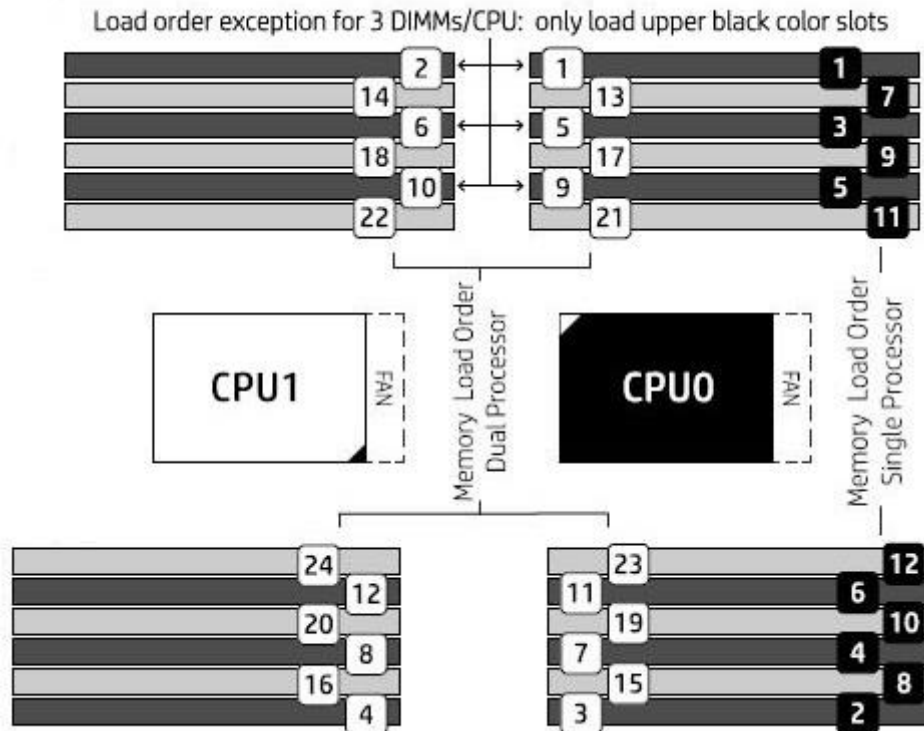 Load order exception for 3 DIMMs/CPU: only load upper black color slots
2 1 1
14 13 7
6 5 3
18 17 9
10 9 5
22 21 11
Memory Load Order
Dual Processor
Memory Load Order
Single Processor
CPU1
FAN
CPU0
FAN
24 23 12
12 11 6
20 19 10
8 7 4
16 15 8
4 3 2